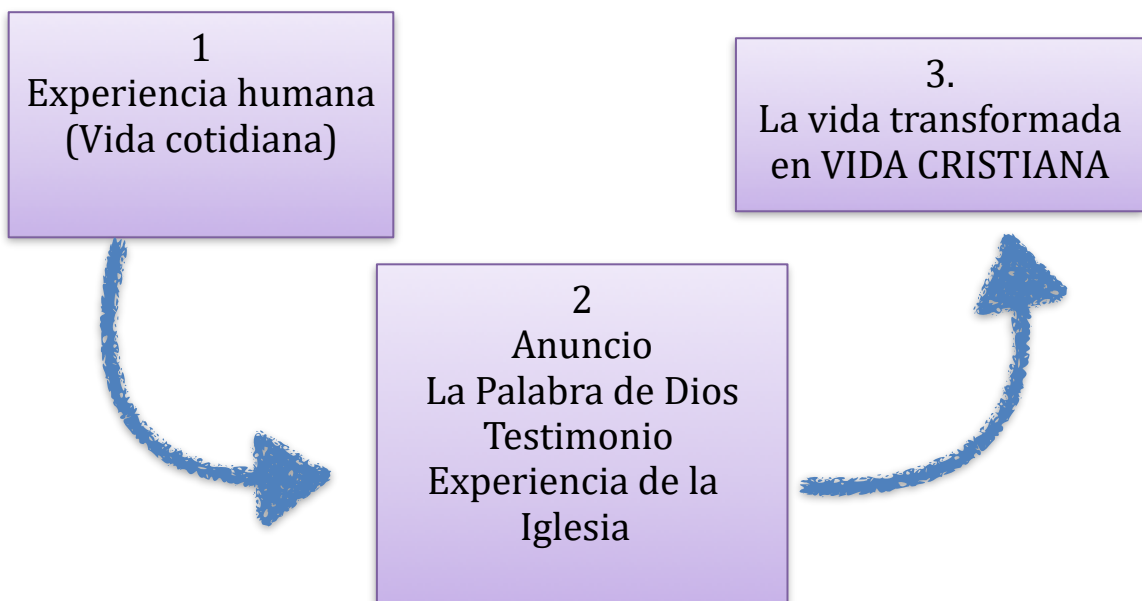 1
Experiencia humana
(Vida cotidiana)
2
Anuncio
La Palabra de Dios
Testimonio
Experiencia de la
Iglesia
3.
La vida transformada
en VIDA CRISTIANA